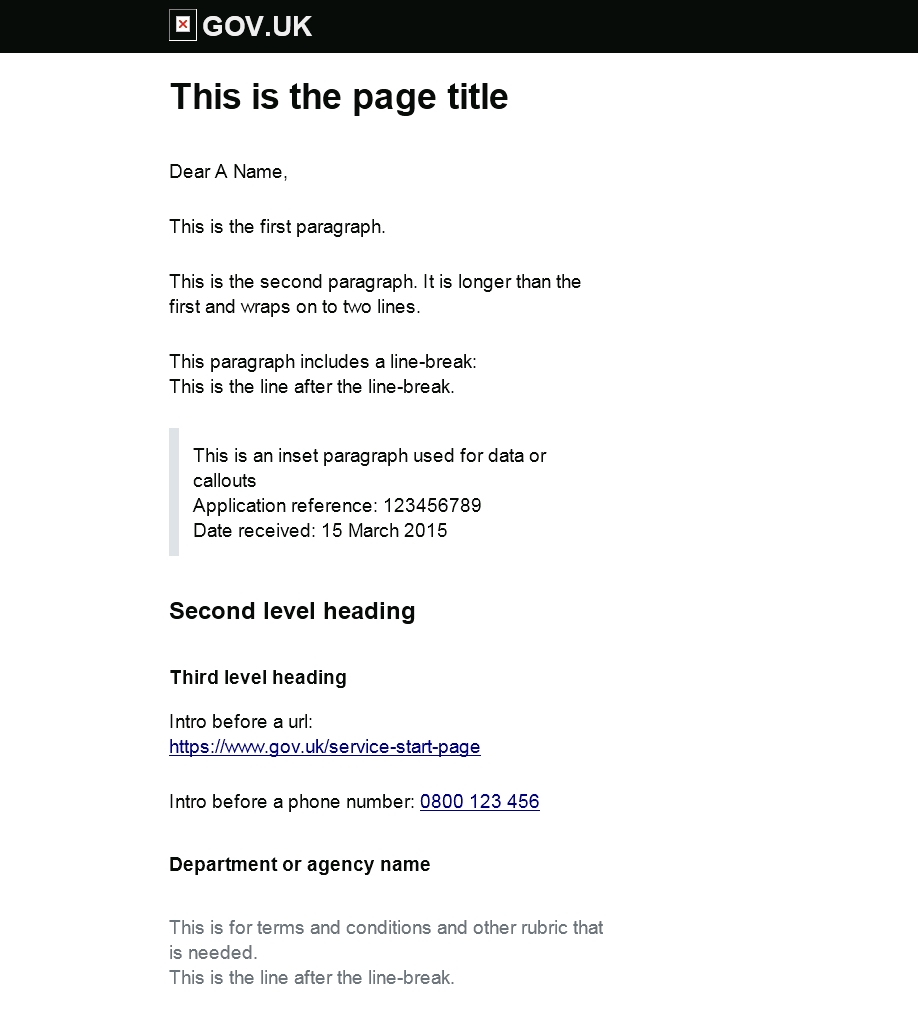 GOV.UK
This is the page title
Dear A Name,
This is the first paragraph.
This is the second paragraph. It is longer than the
first and wraps on to two lines.
This paragraph includes a line-break:
This is the line after the line-break.
This is an inset paragraph used for data or
callouts
Application reference: 123456789
Date received: 15 March 2015
Second level heading
Third level heading
Intro before a url:
https://www.gov.uk/service-start-page
Intro before a phone number: 0800 123 456
Department or agency name
This is for terms and conditions and other rubric that
is needed.
This is the line after the line-break.